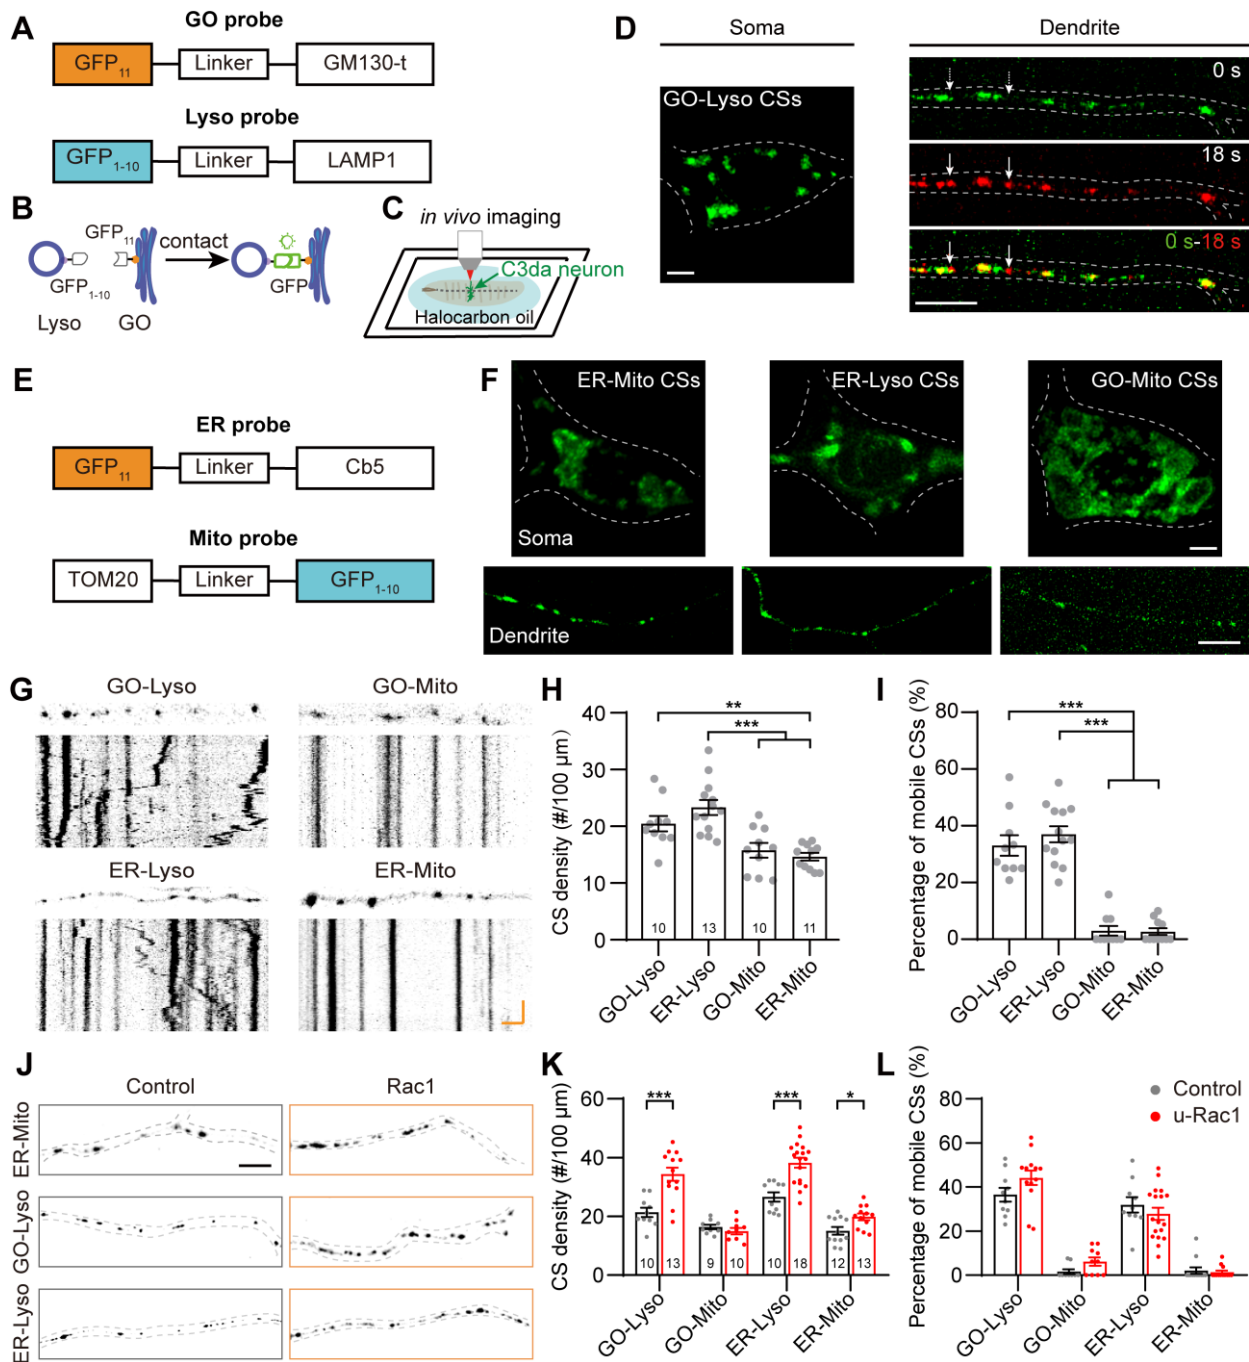 A
GO probe
GFP11
Linker
GM130-t
Lyso probe
GFP1-10
Linker
LAMP1
B
GFP11
contact
GFP1-10
GFP
Lyso
GO
C
in vivo imaging
C3da neuron
Halocarbon oil
D
Soma
Dendrite
GO-Lyso CSs
0 s
18 s
0 s-18 s
E
ER probe
GFP11
Linker
Cb5
Mito probe
TOM20
Linker
GFP1-10
F
ER-Mito CSs
ER-Lyso CSs
GO-Mito CSs
Soma
Dendrite
G
GO-Lyso
GO-Mito
ER-Lyso
ER-Mito
H
CS density (#/100 µm)
40
30
20
10
0
**
***
10
13
10
11
GO-Lyso
ER-Lyso
GO-Mito
ER-Mito
I
Percentage of mobile CSs (%)
80
60
40
20
0
***
***
GO-Lyso
ER-Lyso
GO-Mito
ER-Mito
J
Control
Rac1
ER-Mito
GO-Lyso
ER-Lyso
K
CS density (#/100 µm)
60
40
20
0
***
***
*
10
13
9
10
10
18
12
13
GO-Lyso
GO-Mito
ER-Lyso
ER-Mito
L
Percentage of mobile CSs (%)
80
60
40
20
0
Control
u-Rac1
GO-Lyso
GO-Mito
ER-Lyso
ER-Mito